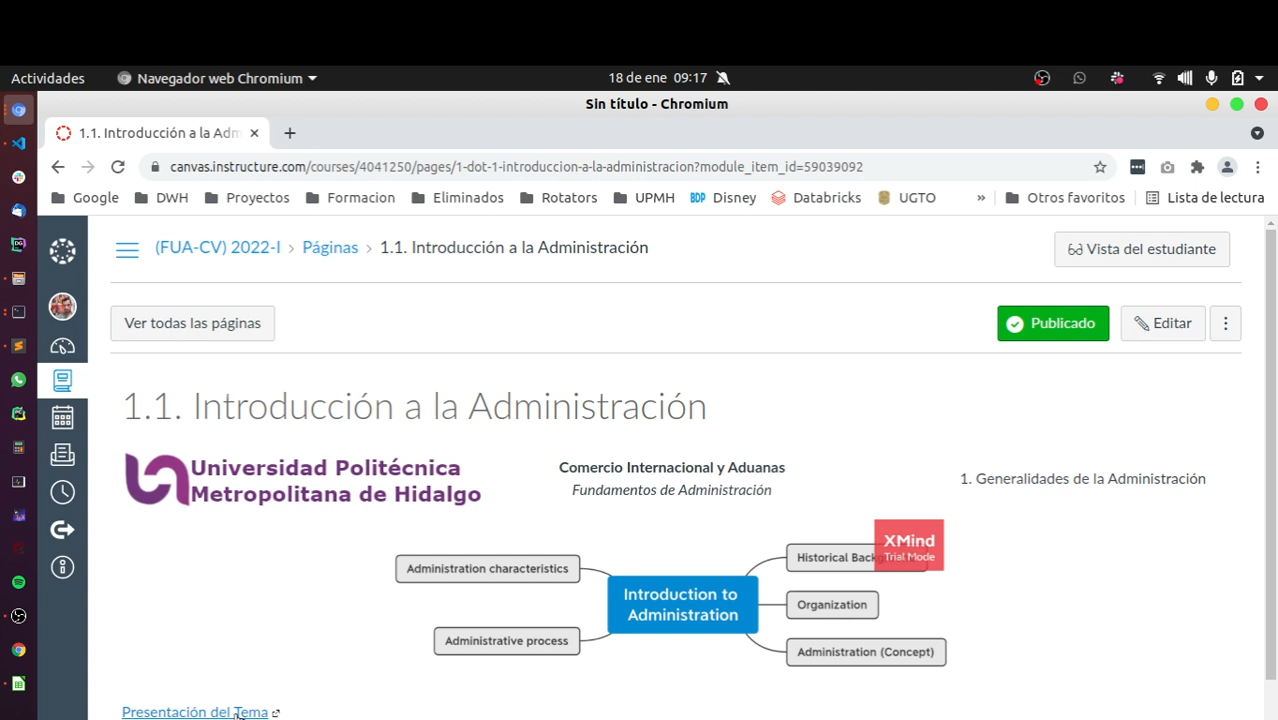 Actividades
Navegador web Chromium
18 de ene 09:17
Sin título - Chromium
1.1. Introducción a la Adm
canvas.instructure.com/courses/4041250/pages/1-dot-1-introduccion-a-la-administracion?module_item_id=59039092
Google DWH Proyectos Formacion Eliminados Rotators UPMH Disney Databricks UGTO » Otros favoritos Lista de lectura
(FUA-CV) 2022-I > Páginas > 1.1. Introducción a la Administración
Vista del estudiante
Ver todas las páginas
Publicado
Editar
1.1. Introducción a la Administración
Universidad Politécnica
Metropolitana de Hidalgo
Comercio Internacional y Aduanas
Fundamentos de Administración
1. Generalidades de la Administración
XMind
Trial Mode
Administration characteristics
Historical
Introduction to
Administration
Organization
Administrative process
Administration (Concept)
Presentación del Tema